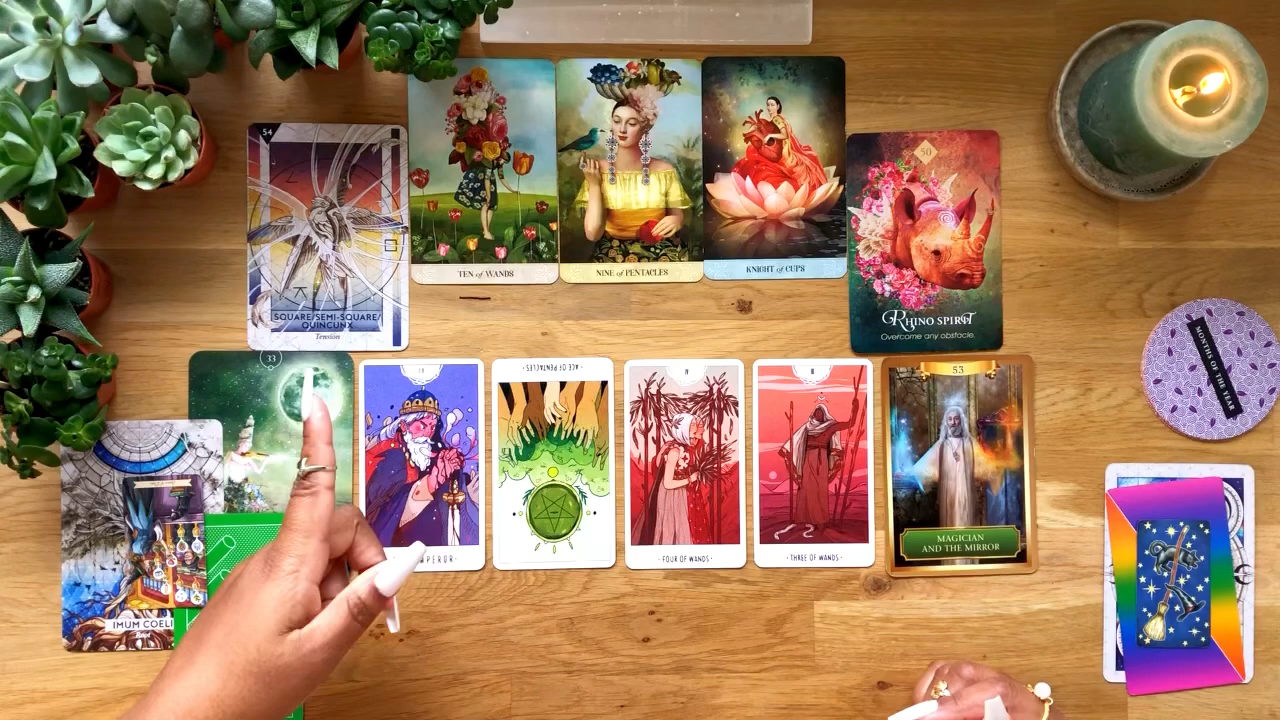 54
SQUARE/SEMI-SQUARE/
QUINCUNX
Tension
TEN of WANDS
NINE of PENTACLES
KNIGHT of CUPS
50
RHINO SPIRIT
Overcome any obstacle.
33
· ACE OF PENTACLES ·
· FOUR OF WANDS ·
· THREE OF WANDS ·
53
MAGICIAN
AND THE MIRROR
MONTHS OF THE YEAR
IMUM COELI